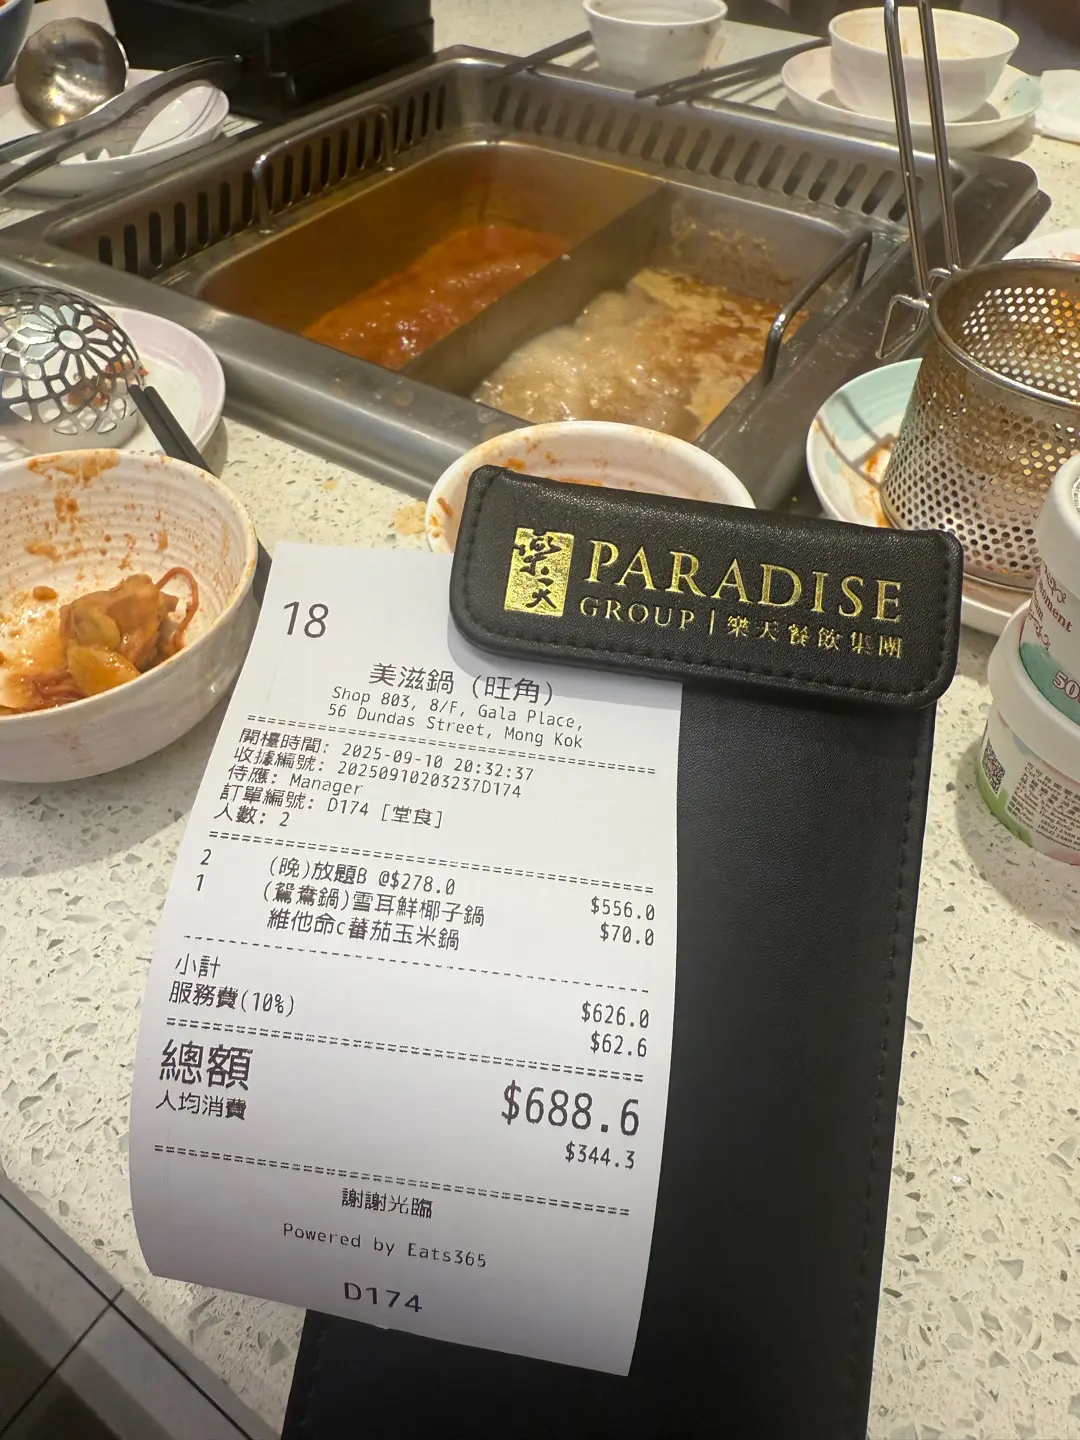 樂天
PARADISE
GROUP | 樂天餐飲集團
18
美滋鍋 (旺角)
Shop 803, 8/F, Gala Place,
56 Dundas Street, Mong Kok
開檯時間: 2025-09-10 20:32:37
收據編號: 20250910203237D174
侍應: Manager
訂單編號: D174 [堂食]
人數: 2
2 (晚)放題B @$278.0 $556.0
1 (鴛鴦鍋)雪耳鮮椰子鍋 $70.0
維他命c蕃茄玉米鍋
小計 $626.0
服務費(10%) $62.6
總額 $688.6
人均消費 $344.3
謝謝光臨
Powered by Eats365
D174
50